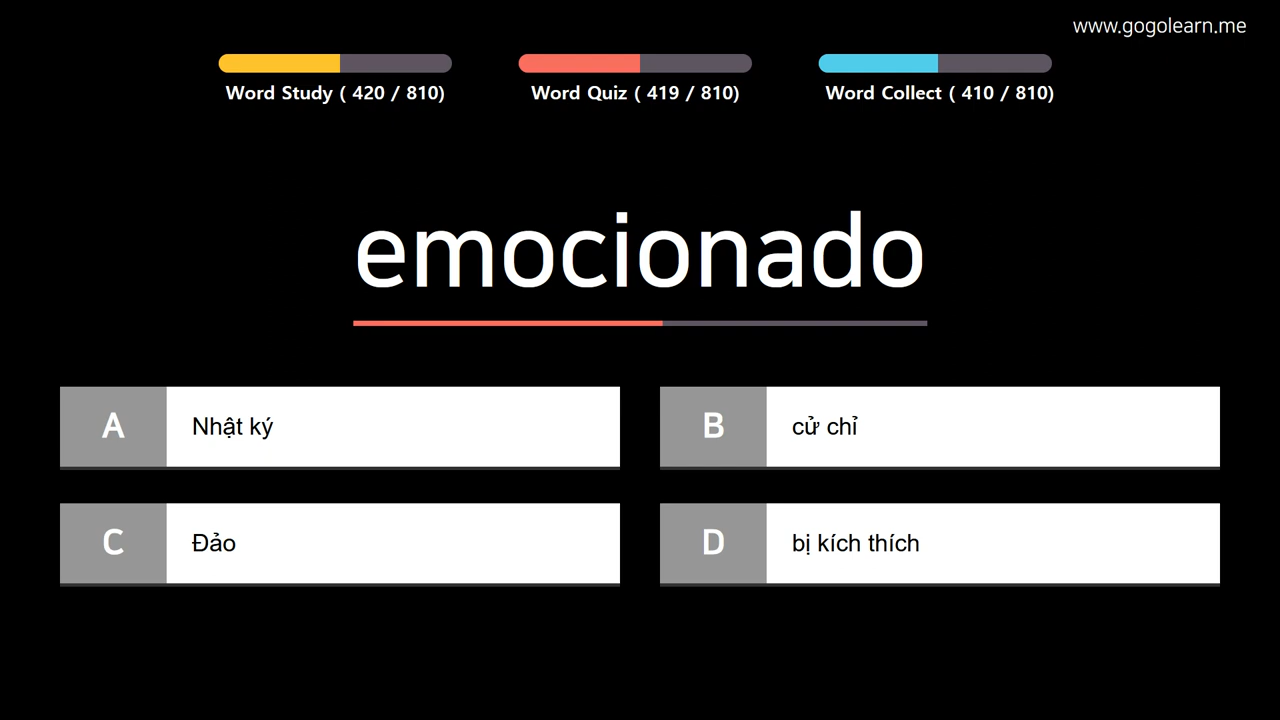 www.gogolearn.me
Word Study ( 420 / 810)
Word Quiz ( 419 / 810)
Word Collect ( 410 / 810)
emocionado
A Nhật ký
B cử chỉ
C Đảo
D bị kích thích